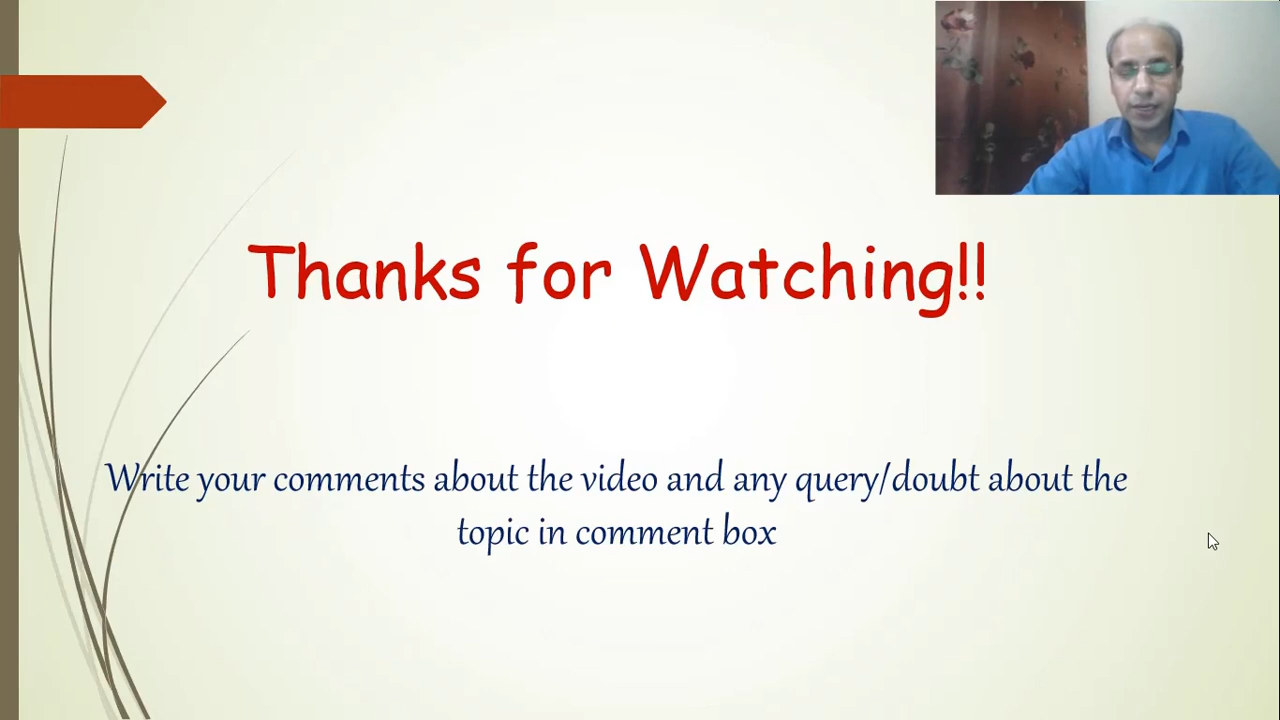 Thanks for Watching!!
Write your comments about the video and any query/doubt about the
topic in comment box